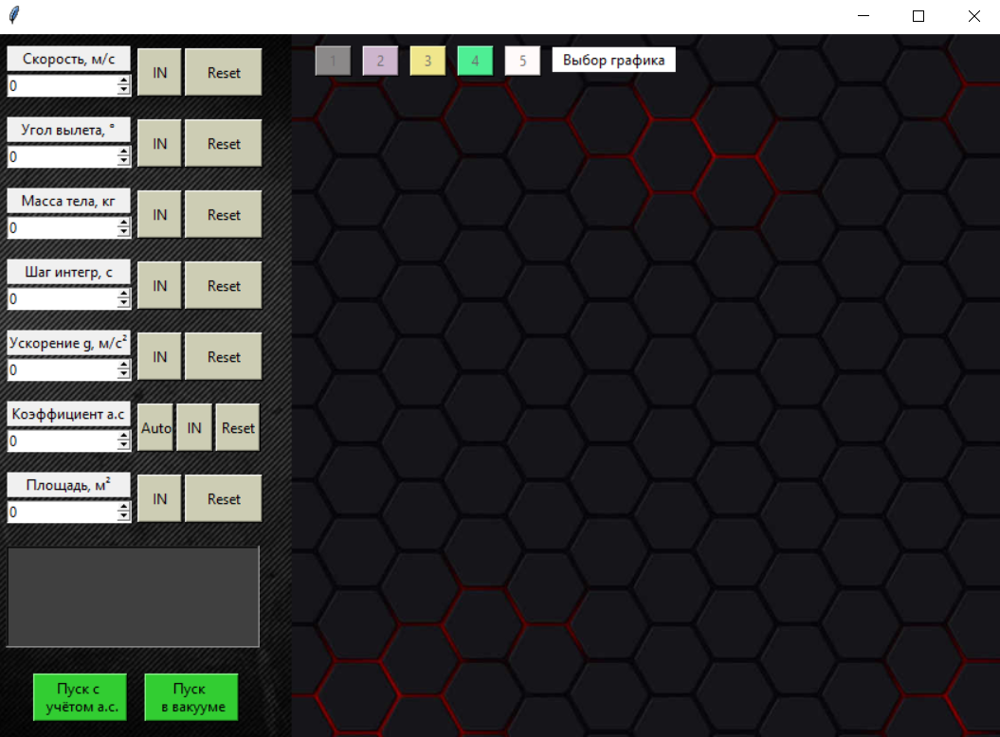 Скорость, м/с
0
IN
Reset
Угол вылета, °
0
IN
Reset
Масса тела, кг
0
IN
Reset
Шаг интегр, с
0
IN
Reset
Ускорение g, м/с²
0
IN
Reset
Коэффициент а.с
0
Auto
IN
Reset
Площадь, м²
0
IN
Reset
Пуск с
учётом а.с.
Пуск
в вакууме
1
2
3
4
5
Выбор графика